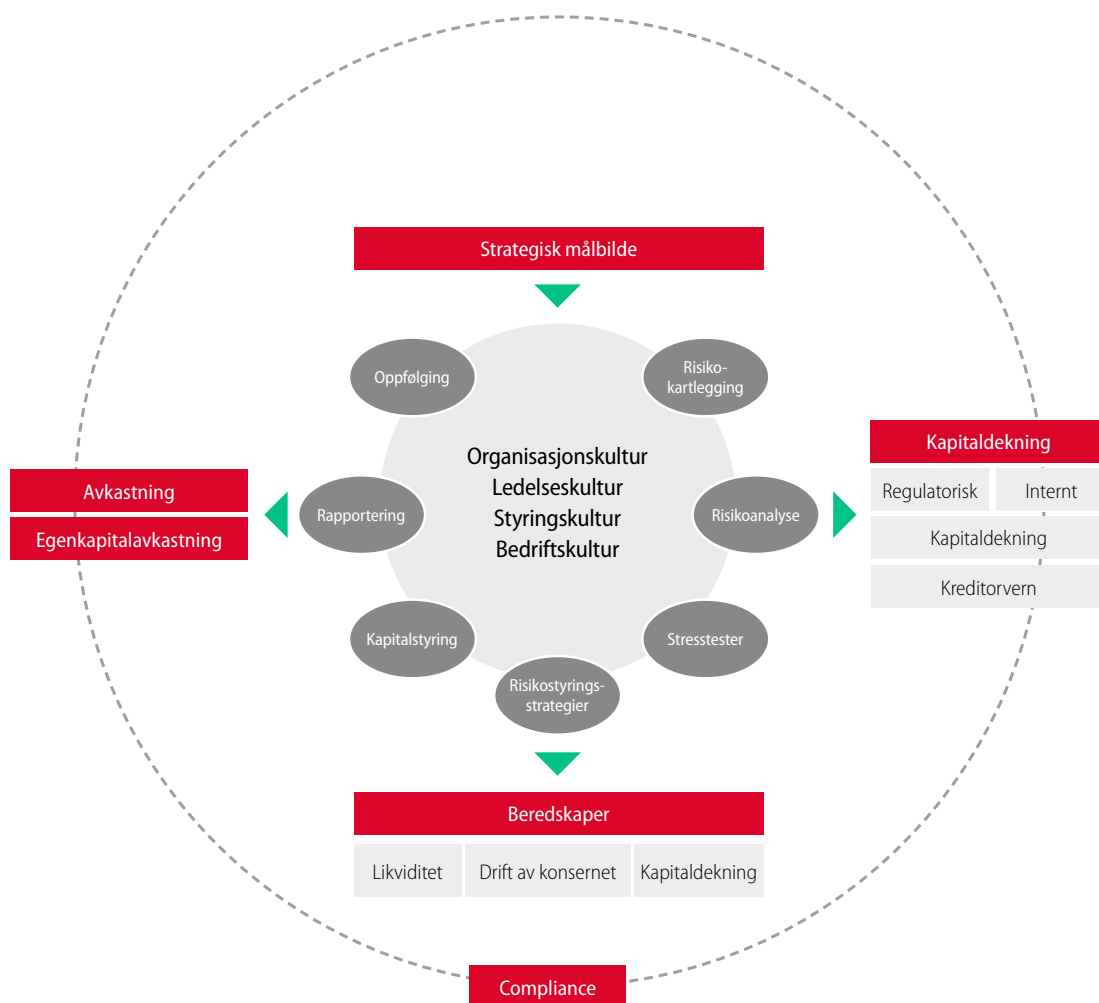 Strategisk målbilde
Oppfølging
Risiko-
kartlegging
Organisasjonskultur
Ledelseskultur
Styringskultur
Bedriftskultur
Avkastning
Egenkapitalavkastning
Rapportering
Risikoanalyse
Kapitaldekning
Regulatorisk
Internt
Kapitaldekning
Kreditorvern
Kapitalstyring
Stresstester
Risikostyrings-
strategier
Beredskaper
Likviditet
Drift av konsernet
Kapitaldekning
Compliance